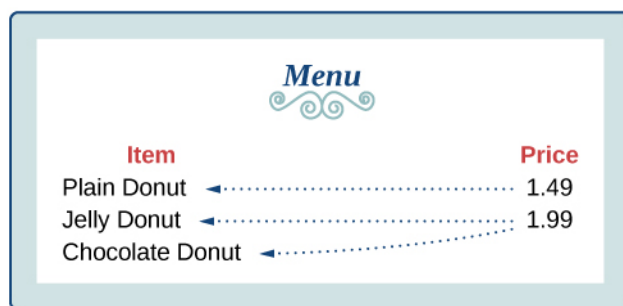 Menu
Item Price
Plain Donut 1.49
Jelly Donut 1.99
Chocolate Donut